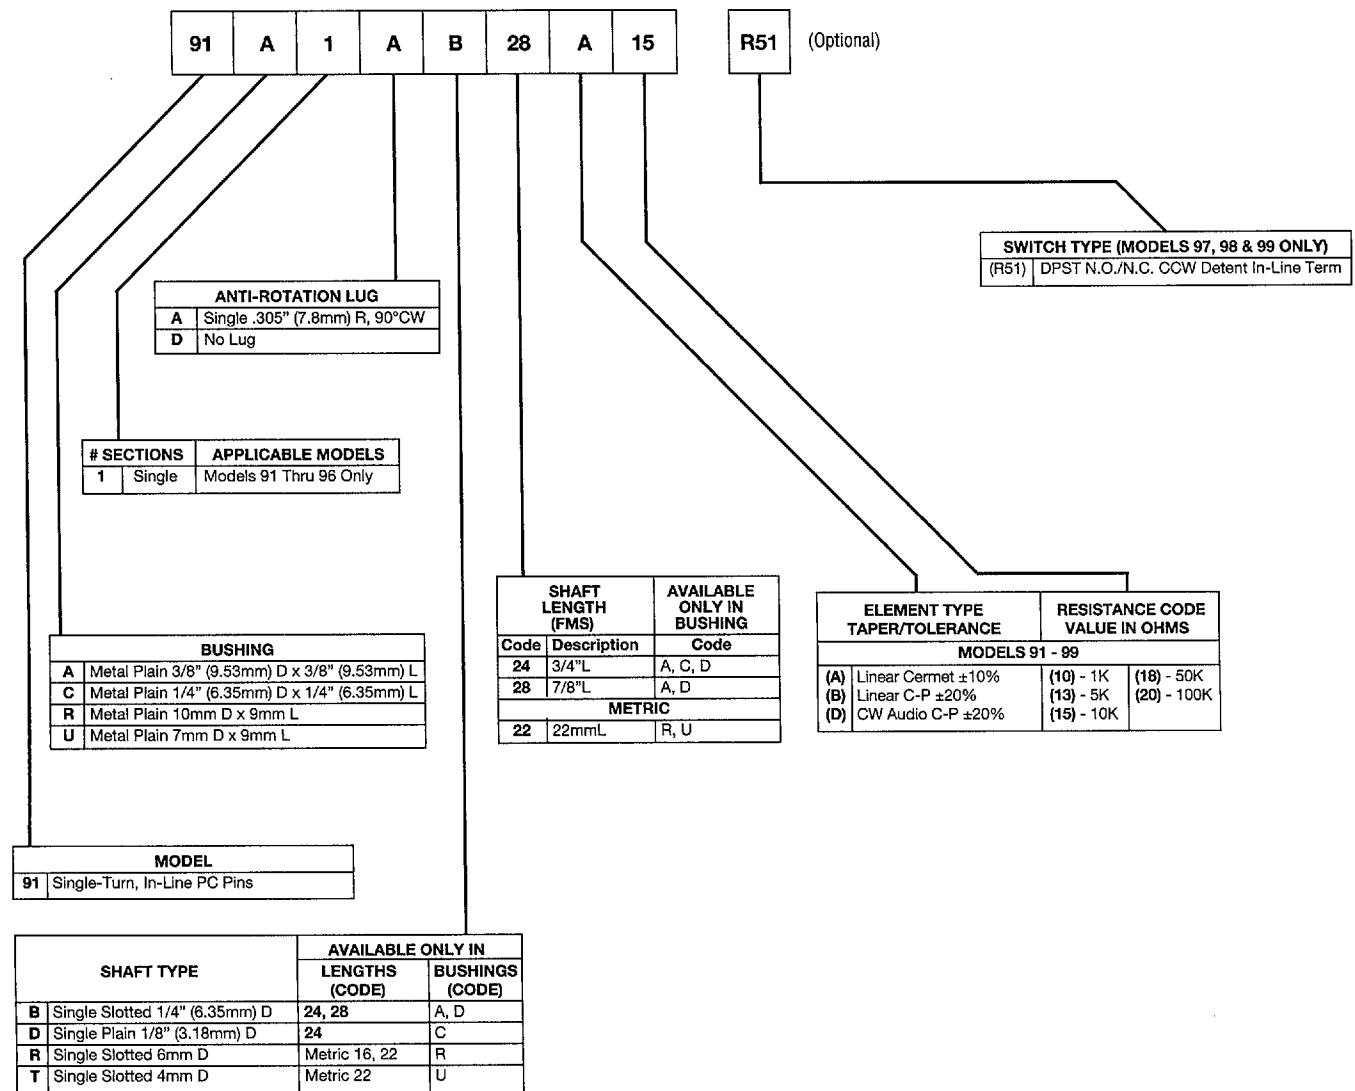 91 A 1 A B 28 A 15 R51 (Optional)
SWITCH TYPE (MODELS 97, 98 & 99 ONLY)
(R51) DPST N.O./N.C. CCW Detent In-Line Term
ANTI-ROTATION LUG
A Single .305” (7.8mm) R, 90°CW
D No Lug
# SECTIONS APPLICABLE MODELS
1 Single Models 91 Thru 96 Only
BUSHING
A Metal Plain 3/8” (9.53mm) D x 3/8” (9.53mm) L
C Metal Plain 1/4” (6.35mm) D x 1/4” (6.35mm) L
R Metal Plain 10mm D x 9mm L
U Metal Plain 7mm D x 9mm L
SHAFT
LENGTH
(FMS)
AVAILABLE
ONLY IN
BUSHING
Code Description Code
24 3/4”L A, C, D
28 7/8”L A, D
METRIC
22 22mmL R, U
ELEMENT TYPE
TAPER/TOLERANCE
RESISTANCE CODE
VALUE IN OHMS
MODELS 91 - 99
(A) Linear Cermet ±10% (10) - 1K (18) - 50K
(B) Linear C-P ±20% (13) - 5K (20) - 100K
(D) CW Audio C-P ±20% (15) - 10K
MODEL
91 Single-Turn, In-Line PC Pins
SHAFT TYPE
AVAILABLE ONLY IN
LENGTHS
(CODE)
BUSHINGS
(CODE)
B Single Slotted 1/4” (6.35mm) D 24, 28 A, D
D Single Plain 1/8” (3.18mm) D 24 C
R Single Slotted 6mm D Metric 16, 22 R
T Single Slotted 4mm D Metric 22 U